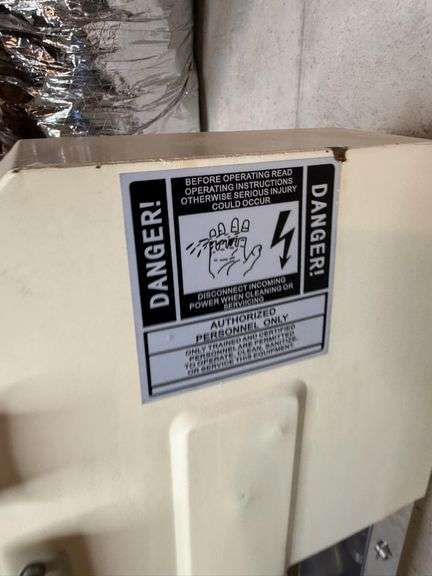 DANGER!
BEFORE OPERATING READ
OPERATING INSTRUCTIONS
OTHERWISE SERIOUS INJURY
COULD OCCUR
DISCONNECT INCOMING
POWER WHEN CLEANING OR
SERVICING
DANGER!
AUTHORIZED
PERSONNEL ONLY
ONLY TRAINED AND CERTIFIED
PERSONNEL ARE PERMITTED
TO OPERATE, CLEAN, SANITIZE,
OR SERVICE THIS EQUIPMENT.